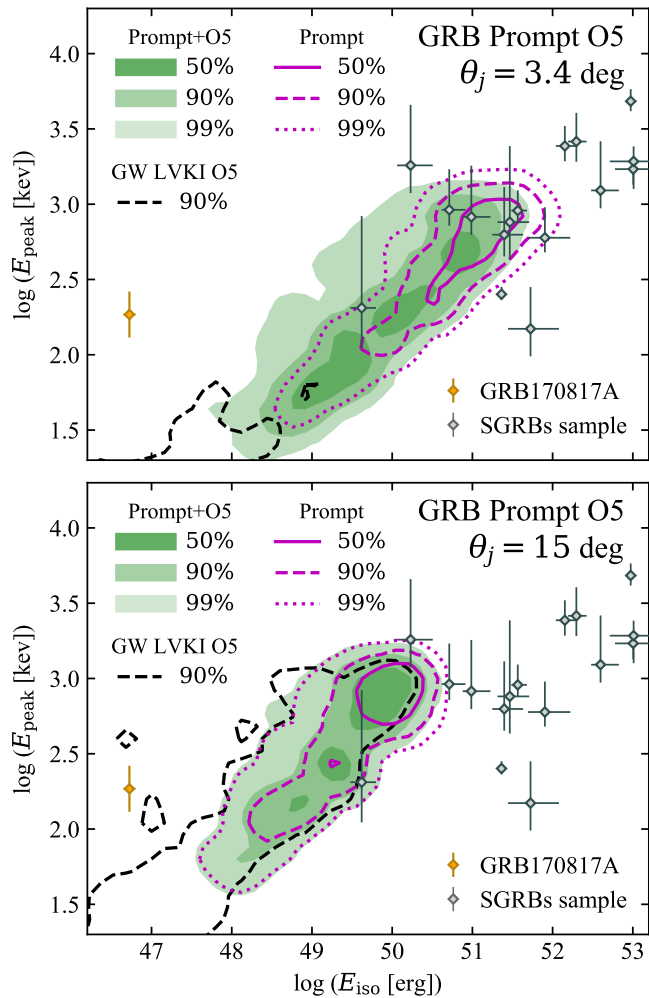 GRB Prompt O5
θj = 3.4 deg
Prompt+O5
50%
90%
99%
Prompt
50%
90%
99%
GW LVKI O5
90%
GRB170817A
SGRBs sample
log (Epeak [kev])
4.0
3.5
3.0
2.5
2.0
1.5
GRB Prompt O5
θj = 15 deg
Prompt+O5
50%
90%
99%
Prompt
50%
90%
99%
GW LVKI O5
90%
GRB170817A
SGRBs sample
log (Epeak [kev])
4.0
3.5
3.0
2.5
2.0
1.5
47 48 49 50 51 52 53
log (Eiso [erg])